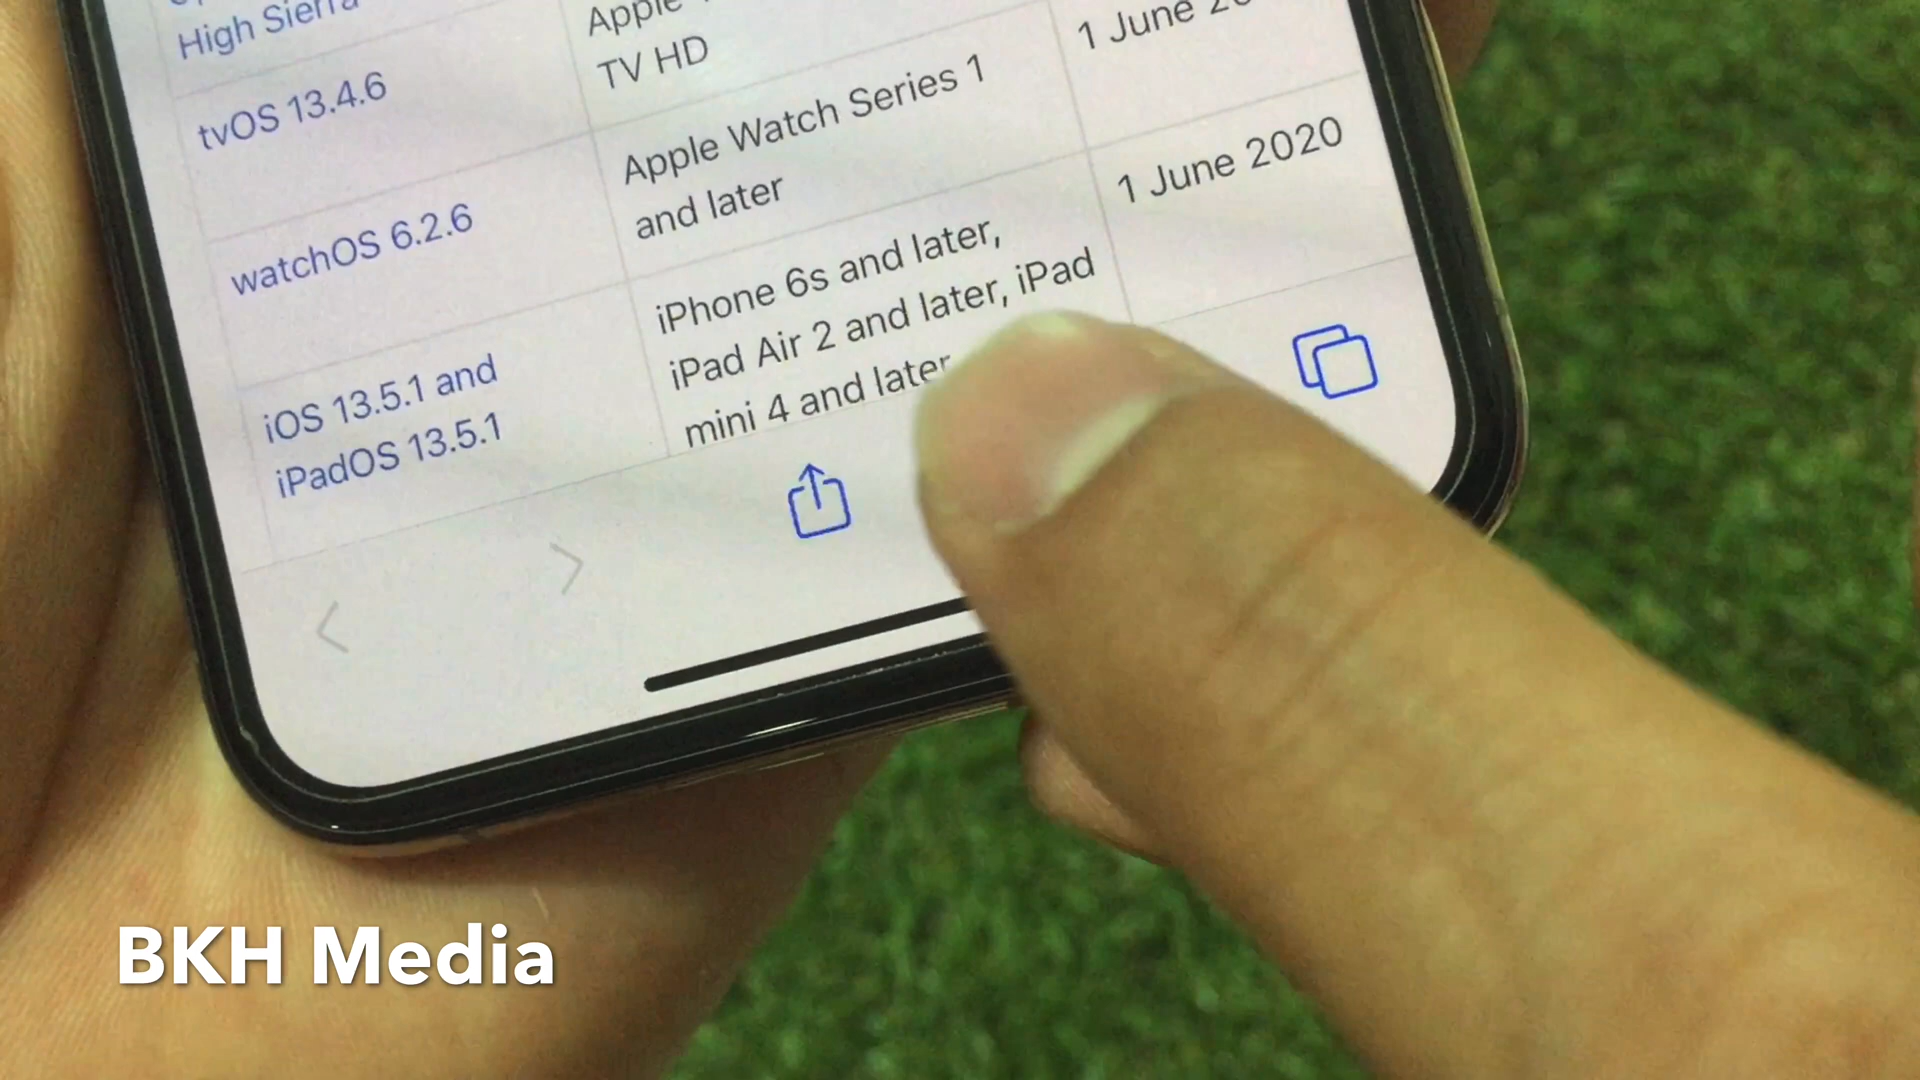 High Sierra
tvOS 13.4.6
Apple
TV HD
1 June
watchOS 6.2.6
Apple Watch Series 1
and later
1 June 2020
iOS 13.5.1 and
iPadOS 13.5.1
iPhone 6s and later,
iPad Air 2 and later, iPad
mini 4 and later
BKH Media